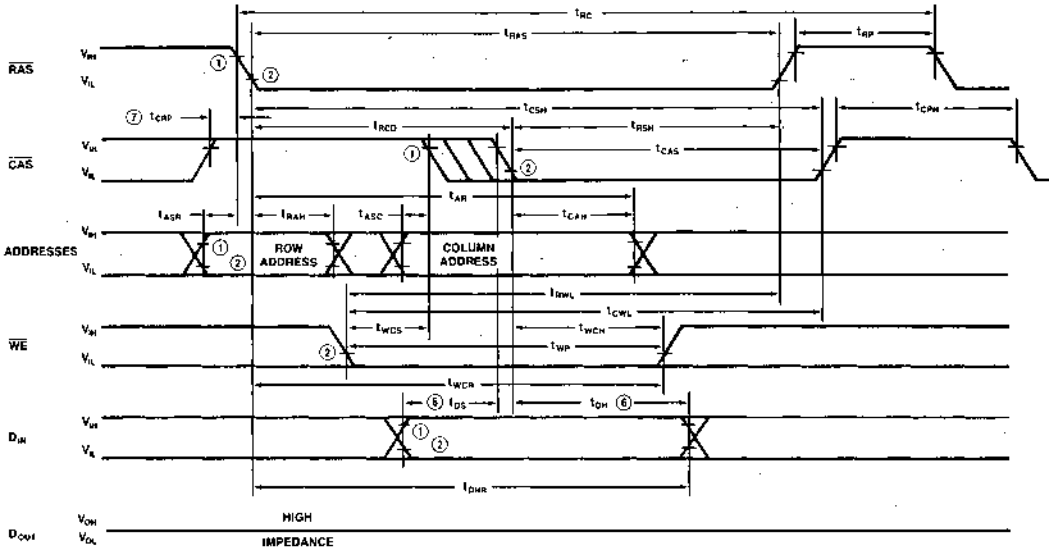 tRC
tRAS
tRP
RAS
VIH
VIL
①
②
tCSH
tCPN
⑦ tCRP
tRCD
tRSH
tCAS
CAS
VIH
VIL
①
②
tAR
tASR
tRAH
tASC
tCAH
ADDRESSES
VIH
VIL
①
②
ROW
ADDRESS
COLUMN
ADDRESS
tRWL
tCWL
tWCS
tWCH
tWP
WE
VIH
VIL
②
tWCR
⑥ tDS
tDH ⑥
DIN
VIH
VIL
①
②
tDHR
DOUT
VOH
VOL
HIGH
IMPEDANCE